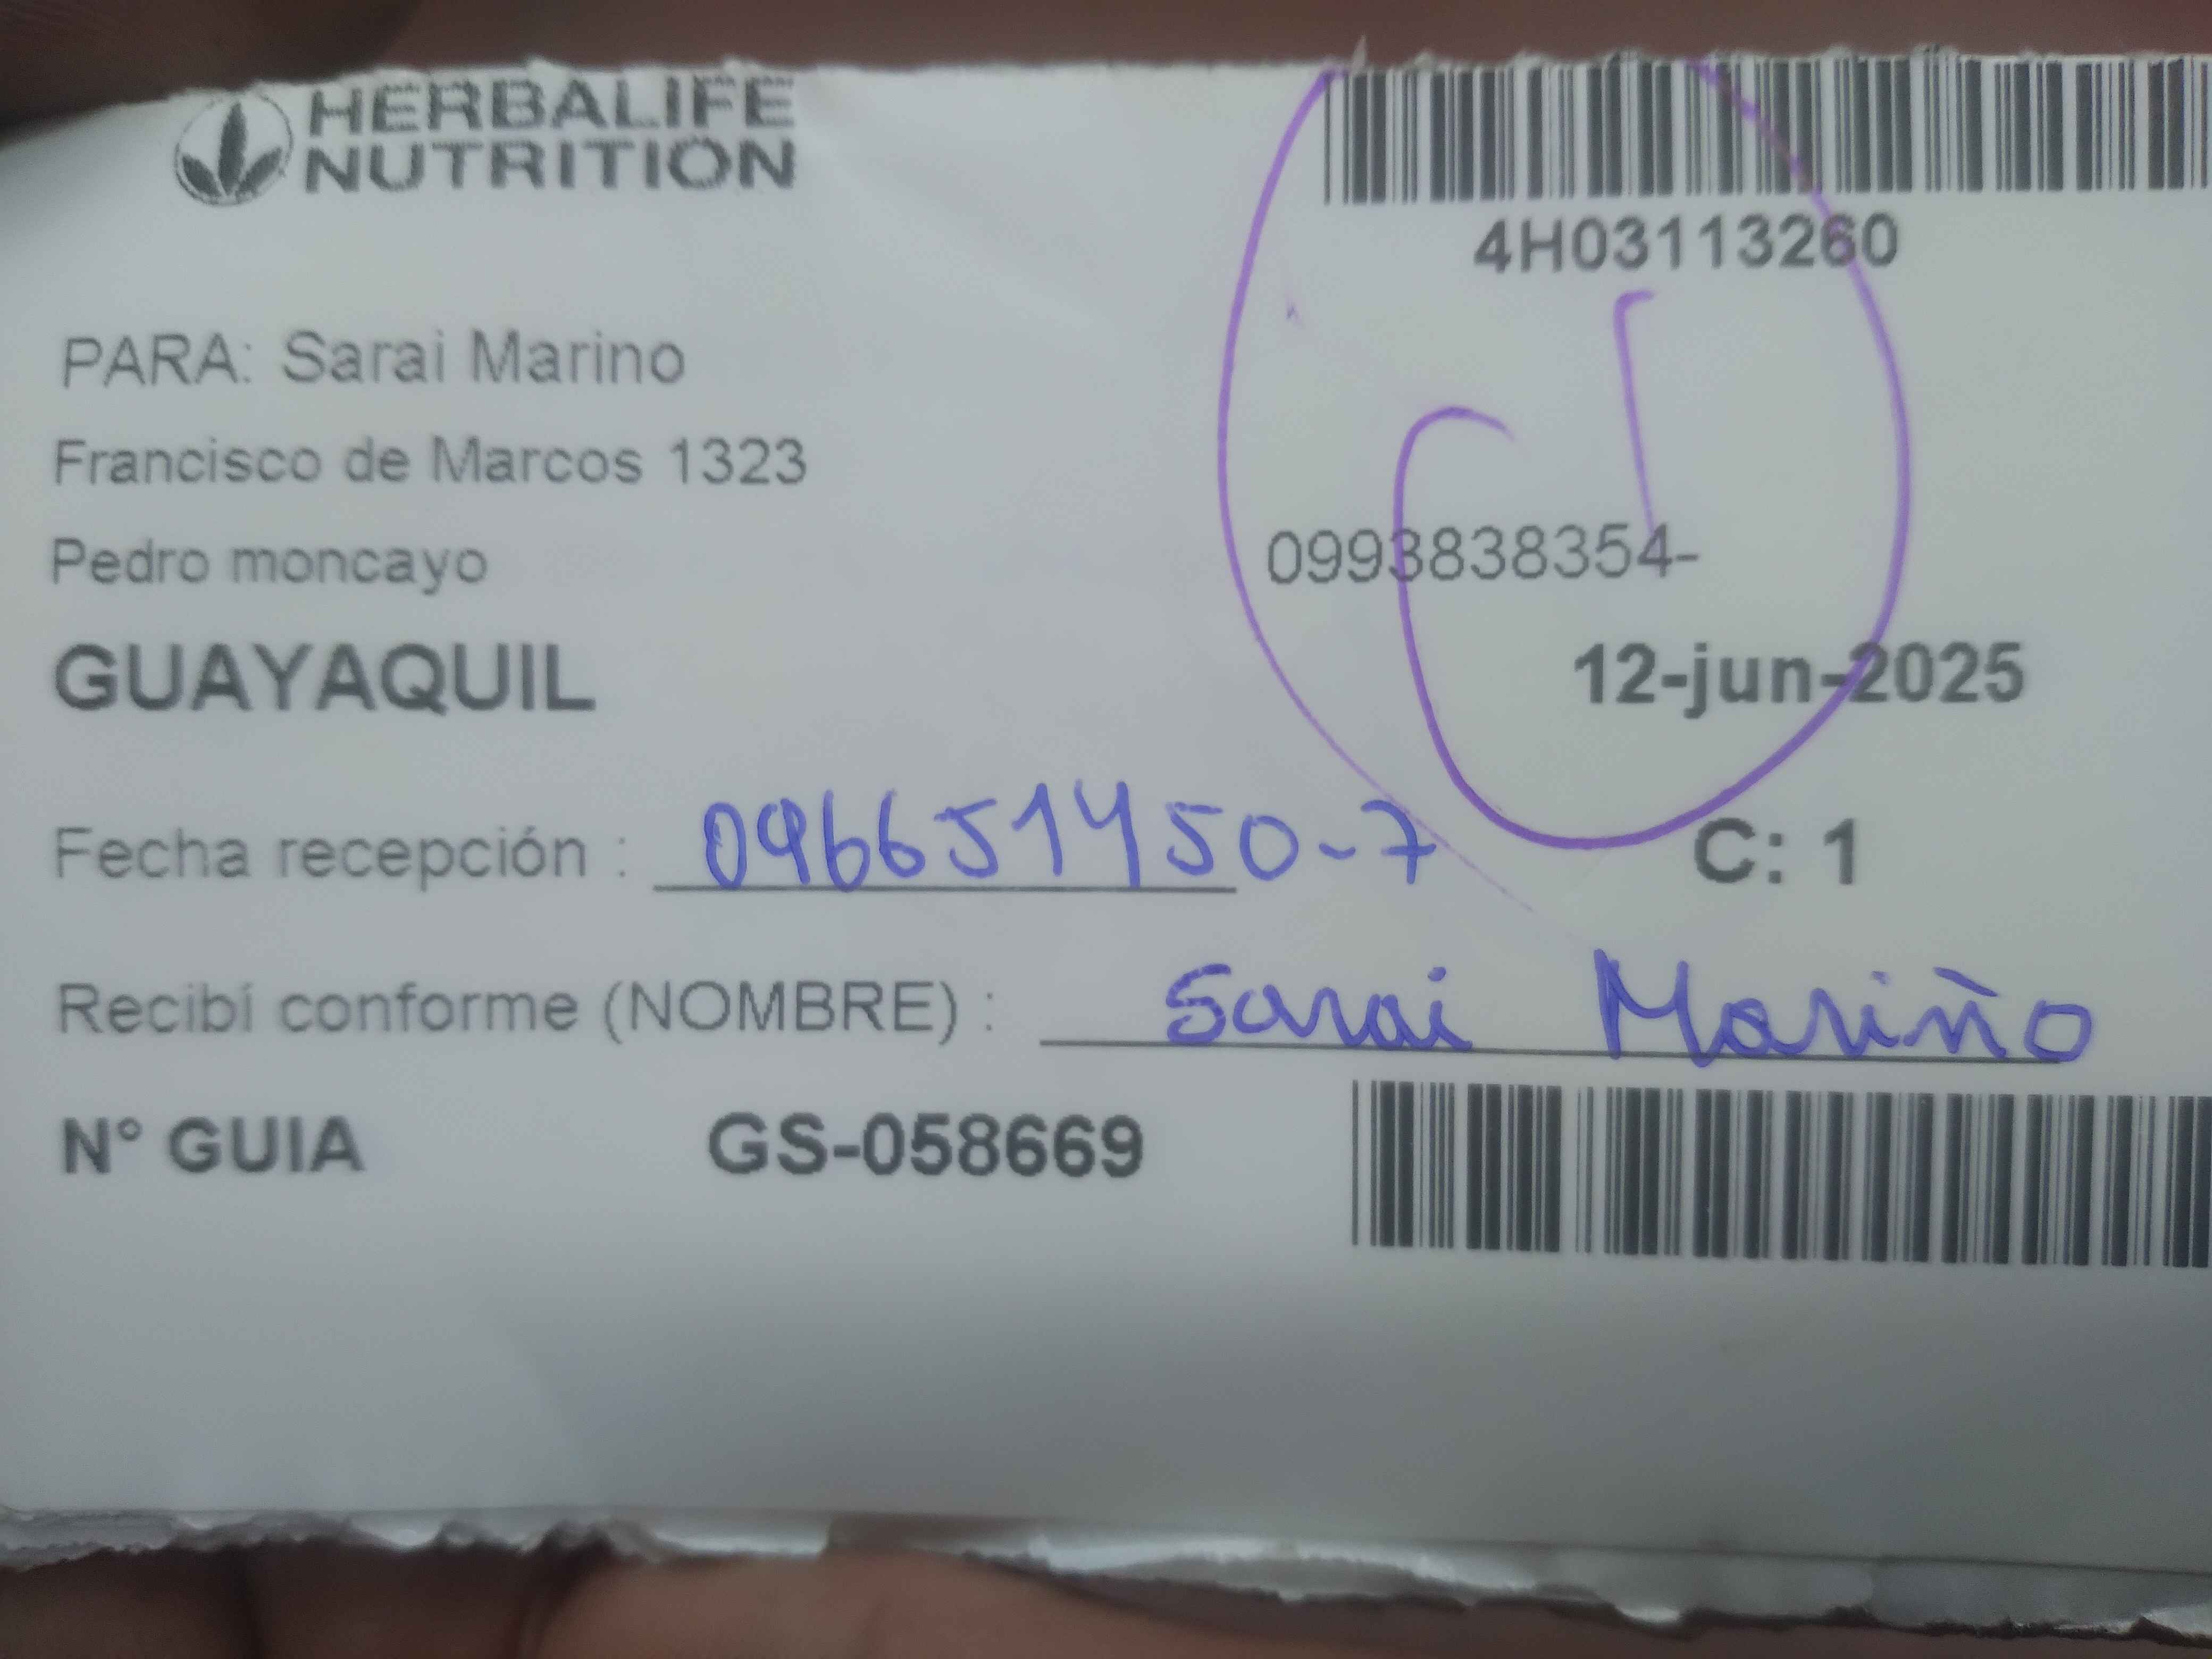 HERBALIFE
NUTRITION
4H03113260
PARA: Sarai Marino
Francisco de Marcos 1323
Pedro moncayo
0993838354-
GUAYAQUIL
12-jun-2025
Fecha recepción : 096651450-7
C: 1
Recibí conforme (NOMBRE) : Sarai Mariño
N° GUIA GS-058669